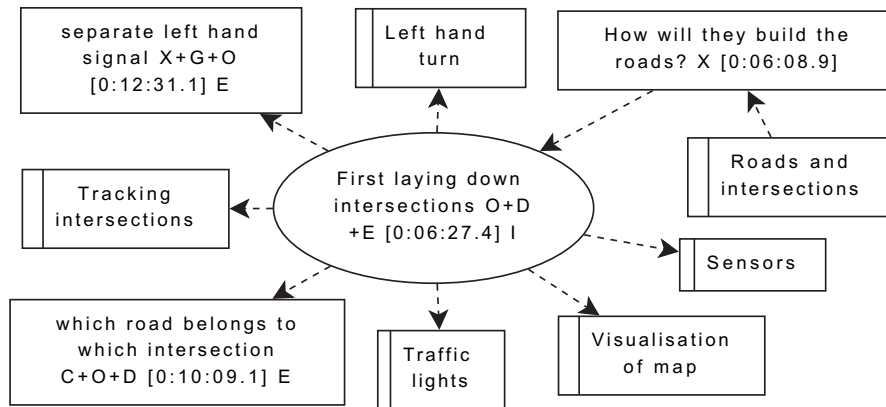 separate left hand
signal X+G+O
[0:12:31.1] E
Left hand
turn
How will they build the
roads? X [0:06:08.9]
Tracking
intersections
First laying down
intersections O+D
+E [0:06:27.4] I
Roads and
intersections
Sensors
which road belongs to
which intersection
C+O+D [0:10:09.1] E
Traffic
lights
Visualisation
of map